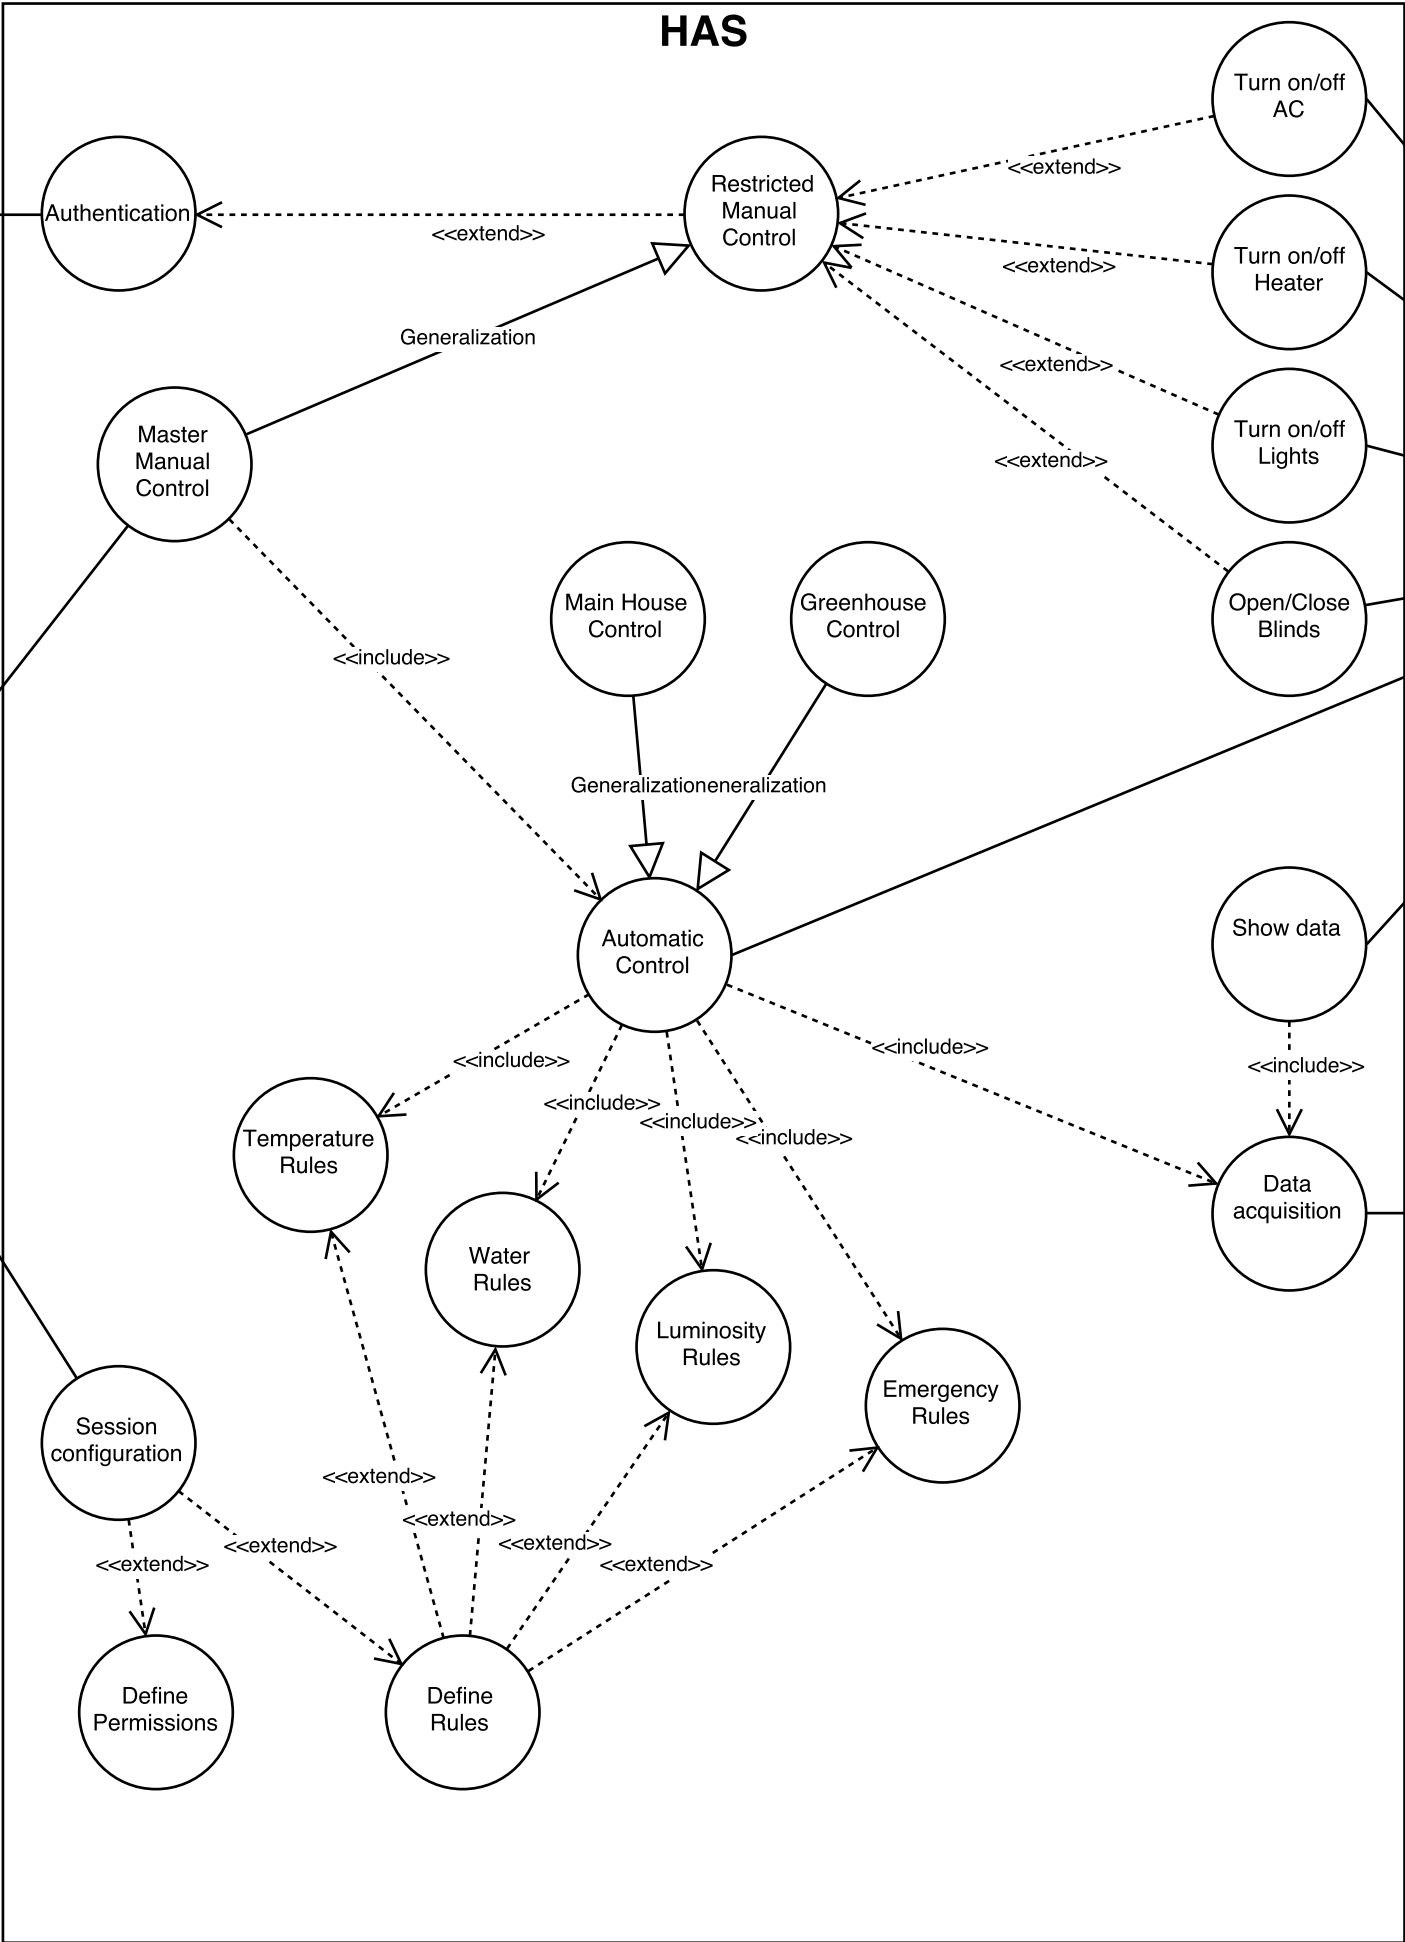 HAS
Turn on/off
AC
<<extend>>
Authentication
<<extend>>
Restricted
Manual
Control
Turn on/off
Heater
<<extend>>
Generalization
Master
Manual
Control
<<extend>>
Turn on/off
Lights
<<extend>>
<<include>>
Main House
Control
Greenhouse
Control
Open/Close
Blinds
Generalizationeneralization
Automatic
Control
Show data
<<include>>
<<include>>
<<include>>
<<include>>
<<include>>
<<include>>
Temperature
Rules
Data
acquisition
Water
Rules
Luminosity
Rules
Emergency
Rules
Session
configuration
<<extend>>
<<extend>>
<<extend>>
<<extend>>
<<extend>>
<<extend>>
Define
Permissions
Define
Rules